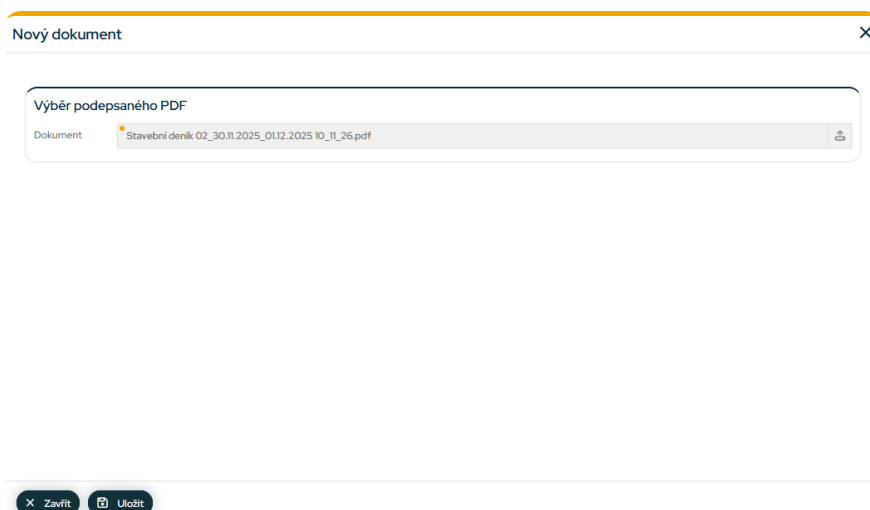 Nový dokument
Výběr podepsaného PDF
Dokument
Stavební deník 02_30.11.2025_01.12.2025 10_11_26.pdf
Zavřít
Uložit